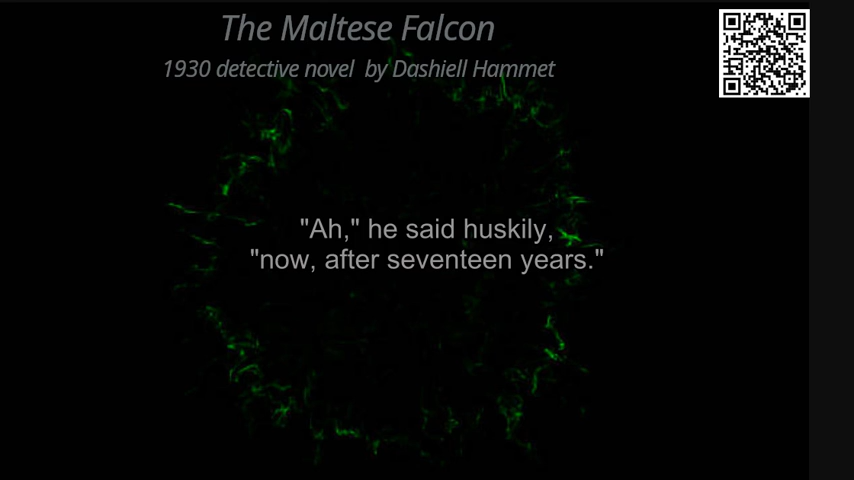 The Maltese Falcon
1930 detective novel by Dashiell Hammet
"Ah," he said huskily,
"now, after seventeen years."